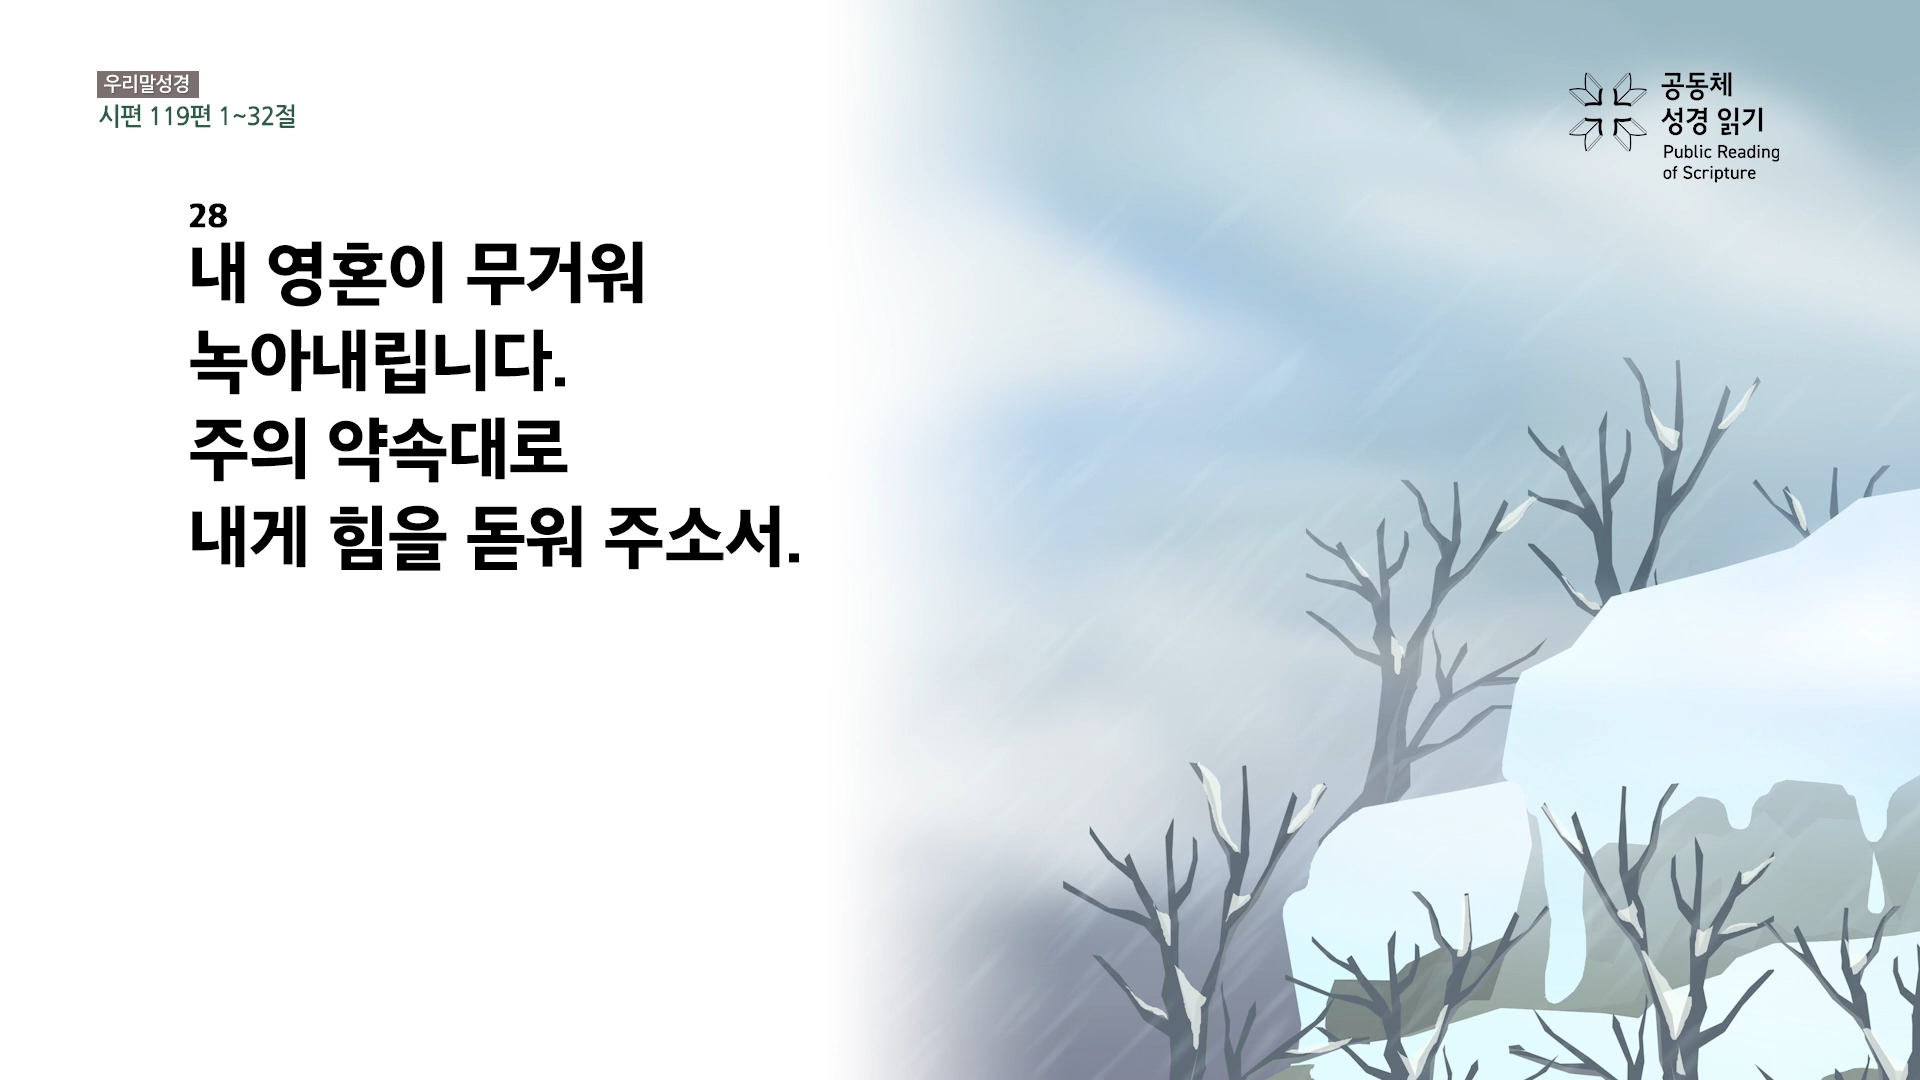 우리말성경
시편 119편 1~32절
공동체
성경 읽기
Public Reading
of Scripture
28
내 영혼이 무거워
녹아내립니다.
주의 약속대로
내게 힘을 돋워 주소서.